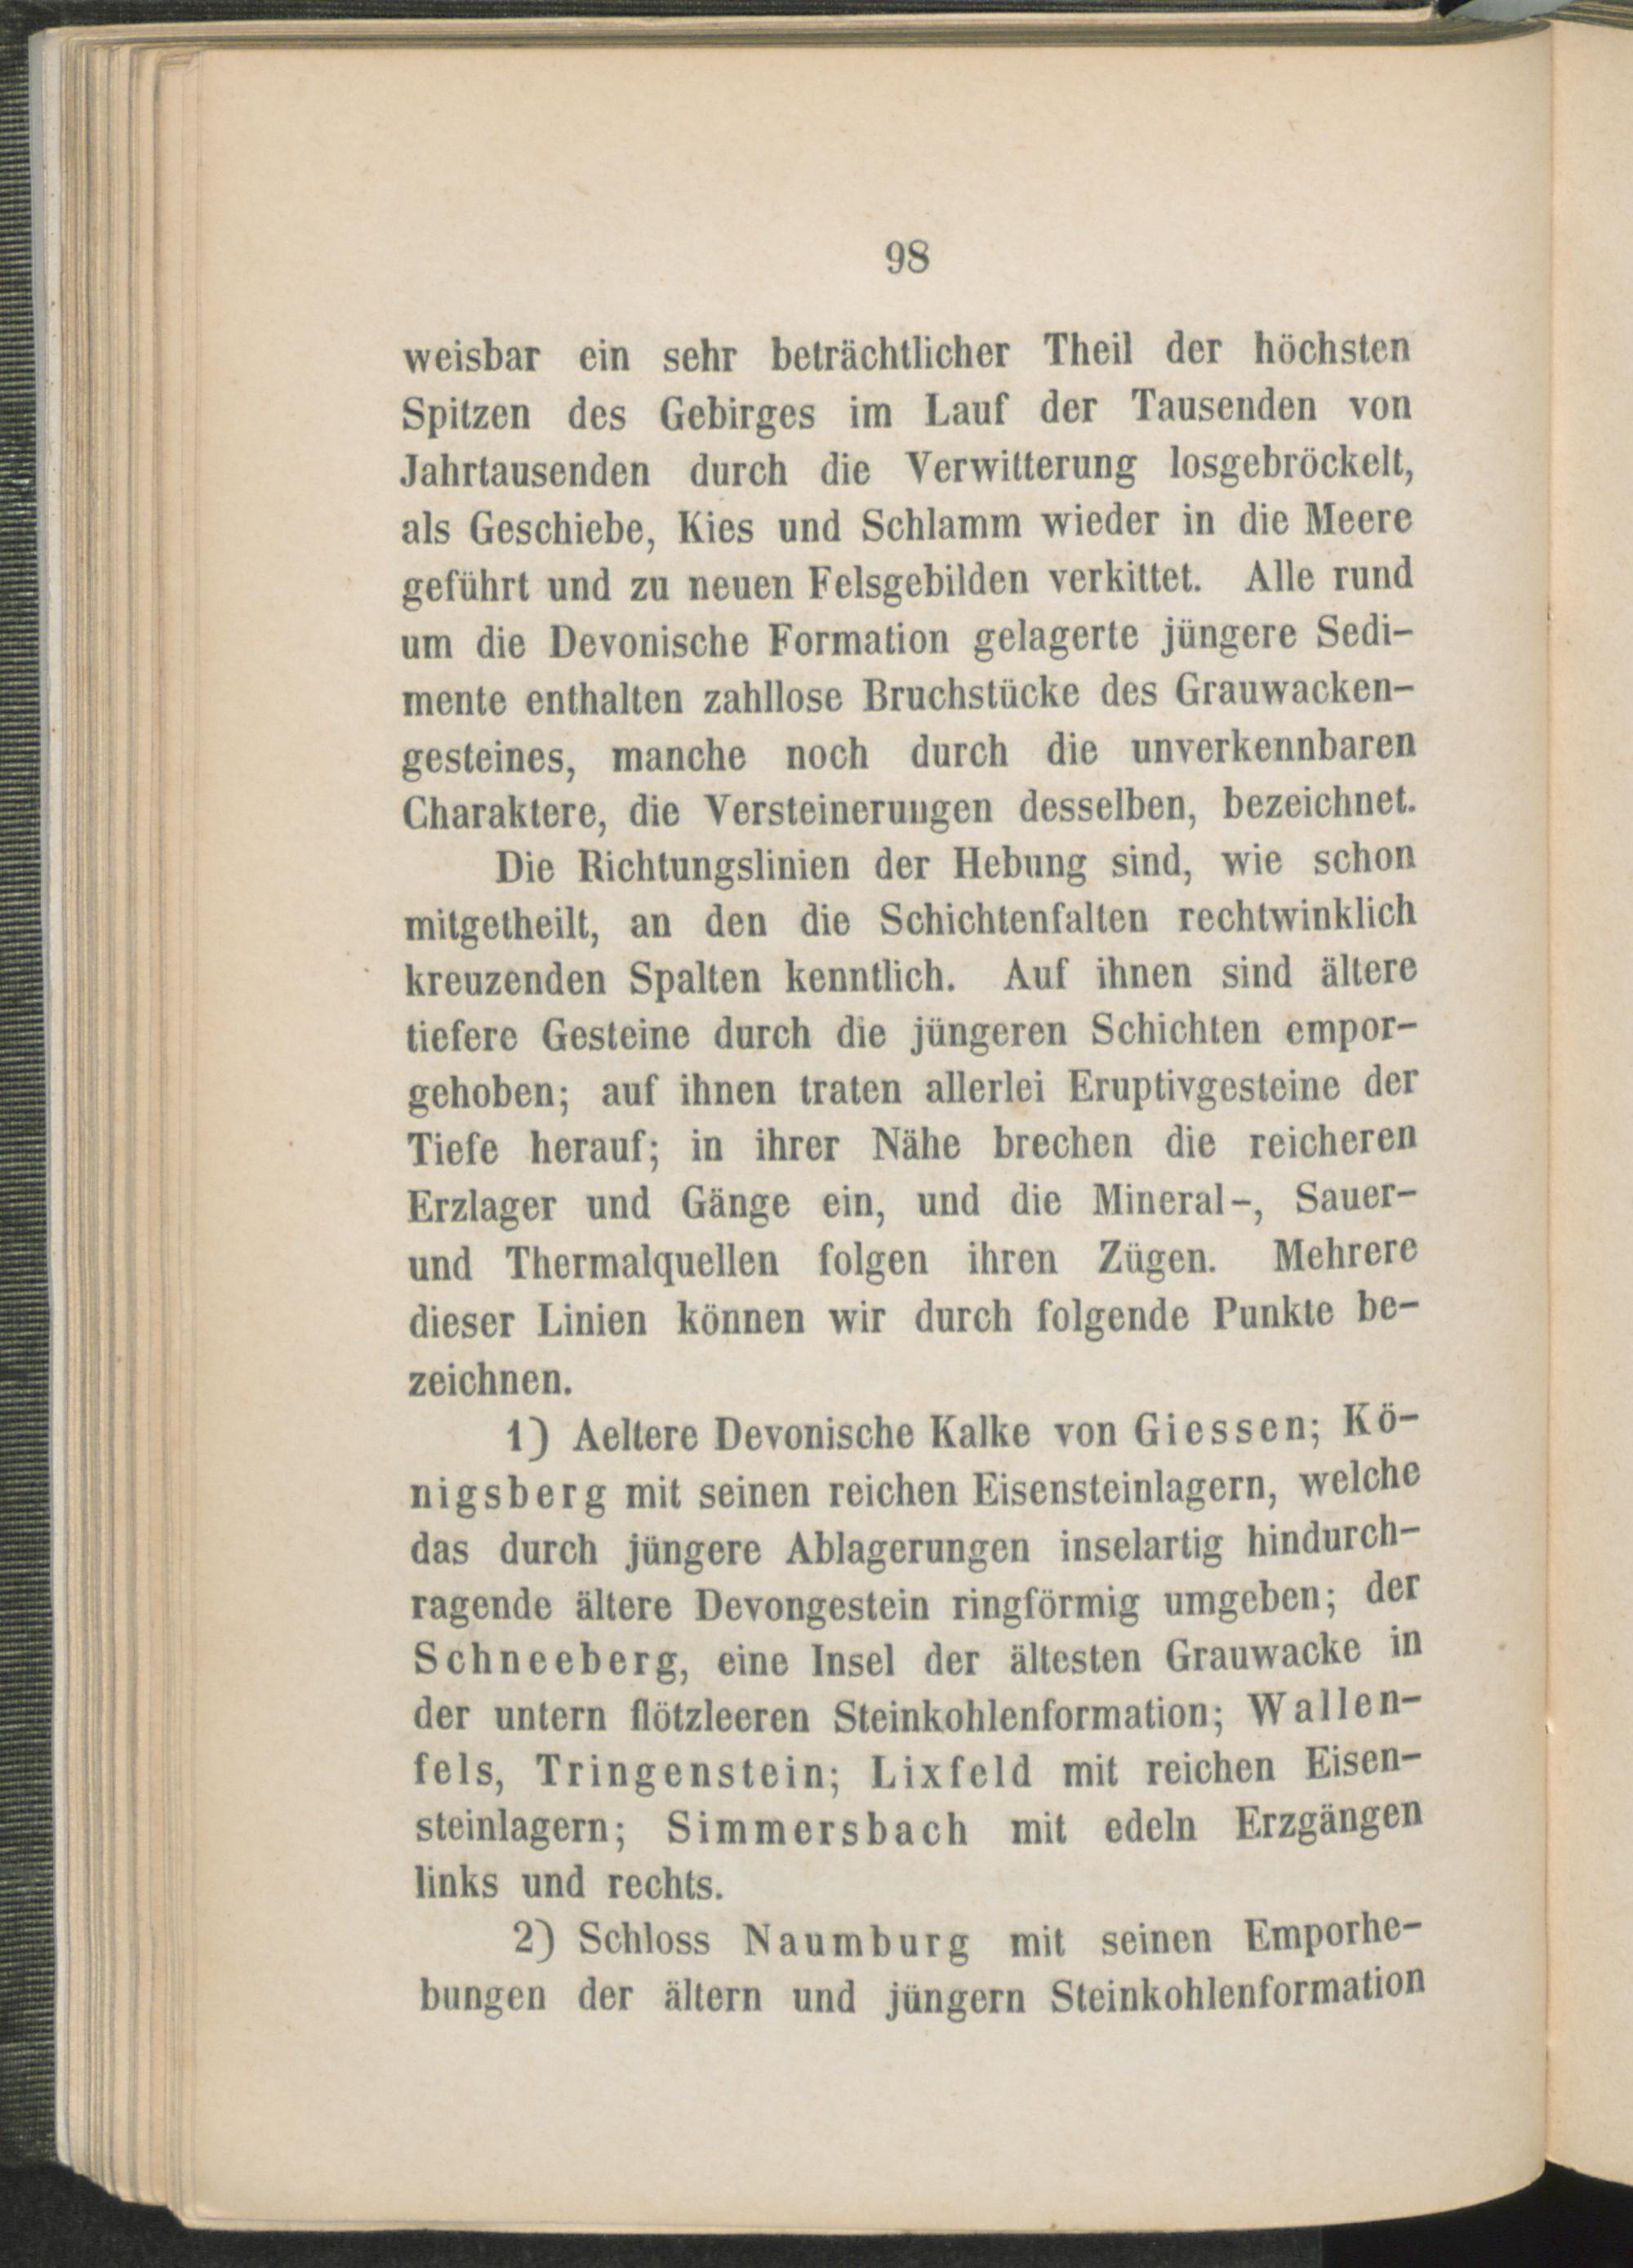 98
weisbar ein sehr beträchtlicher Theil der höchsten
Spitzen des Gebirges im Lauf der Tausenden von
Jahrtausenden durch die Verwitterung losgebröckelt,
als Geschiebe, Kies und Schlamm wieder in die Meere
geführt und zu neuen Felsgebilden verkittet. Alle rund
um die Devonische Formation gelagerte jüngere Sedi-
mente enthalten zahllose Bruchstücke des Grauwacken-
gesteines, manche noch durch die unverkennbaren
Charaktere, die Versteinerungen desselben, bezeichnet.
Die Richtungslinien der Hebung sind, wie schon
mitgetheilt, an den die Schichtenfalten rechtwinklich
kreuzenden Spalten kenntlich. Auf ihnen sind ältere
tiefere Gesteine durch die jüngeren Schichten empor-
gehoben; auf ihnen traten allerlei Eruptivgesteine der
Tiefe herauf; in ihrer Nähe brechen die reicheren
Erzlager und Gänge ein, und die Mineral-, Sauer-
und Thermalquellen folgen ihren Zügen. Mehrere
dieser Linien können wir durch folgende Punkte be-
zeichnen.
1) Aeltere Devonische Kalke von Giessen; Kö-
nigsberg mit seinen reichen Eisensteinlagern, welche
das durch jüngere Ablagerungen inselartig hindurch-
ragende ältere Devongestein ringförmig umgeben; der
Schneeberg, eine Insel der ältesten Grauwacke in
der untern flötzleeren Steinkohlenformation; Wallen-
fels, Tringenstein; Lixfeld mit reichen Eisen-
steinlagern; Simmersbach mit edeln Erzgängen
links und rechts.
2) Schloss Naumburg mit seinen Emporhe-
bungen der ältern und jüngern Steinkohlenformation